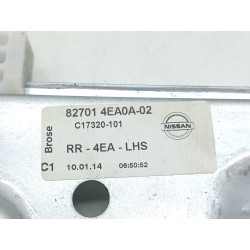 82701 4EA0A-02
C17320-101
NISSAN
Brose
RR - 4EA - LHS
C1
10.01.14
06:50:52